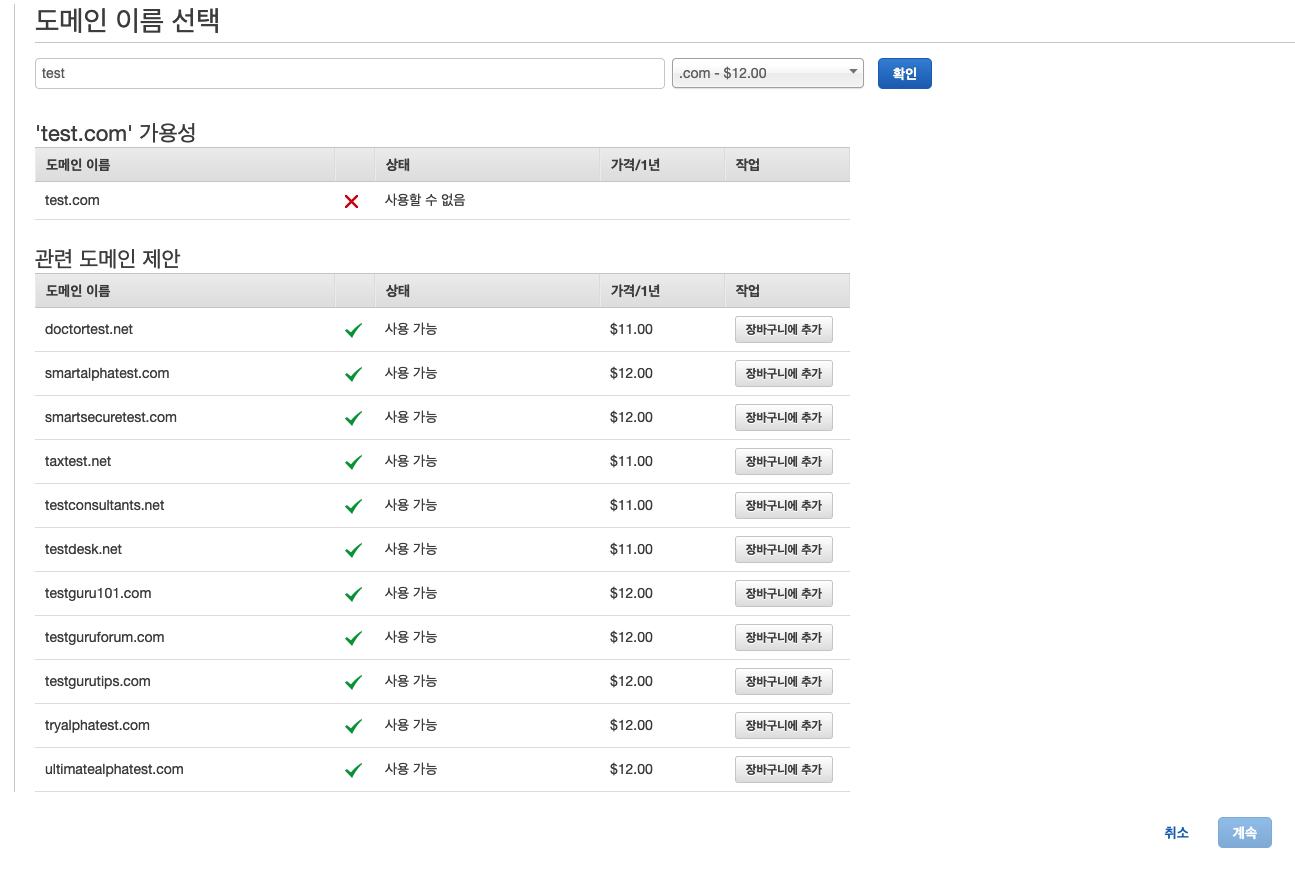 도메인 이름 선택
test .com - $12.00 확인
'test.com' 가용성
도메인 이름 상태 가격/1년 작업
test.com 사용할 수 없음
관련 도메인 제안
도메인 이름 상태 가격/1년 작업
doctortest.net 사용 가능 $11.00 장바구니에 추가
smartalphatest.com 사용 가능 $12.00 장바구니에 추가
smartsecuretest.com 사용 가능 $12.00 장바구니에 추가
taxtest.net 사용 가능 $11.00 장바구니에 추가
testconsultants.net 사용 가능 $11.00 장바구니에 추가
testdesk.net 사용 가능 $11.00 장바구니에 추가
testguru101.com 사용 가능 $12.00 장바구니에 추가
testguruforum.com 사용 가능 $12.00 장바구니에 추가
testgurutips.com 사용 가능 $12.00 장바구니에 추가
tryalphatest.com 사용 가능 $12.00 장바구니에 추가
ultimatealphatest.com 사용 가능 $12.00 장바구니에 추가
취소 계속